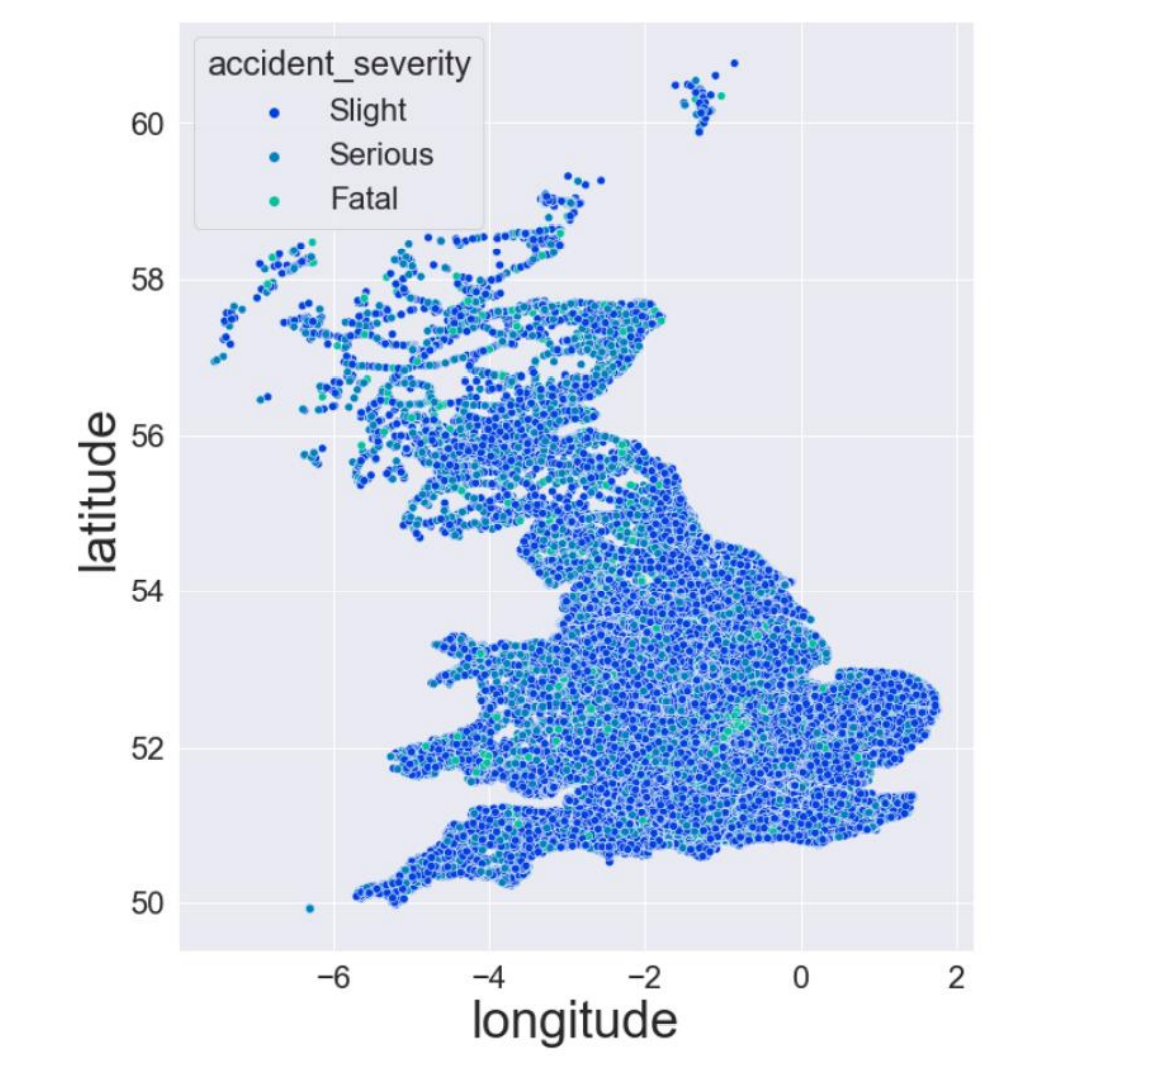 accident_severity
Slight
Serious
Fatal
60
58
56
54
52
50
latitude
−6 −4 −2 0 2
longitude